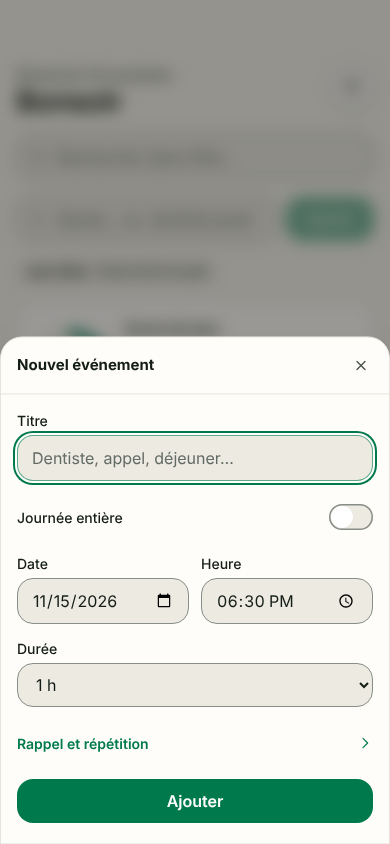 Bonsoir
Nouvel événement
Titre
Dentiste, appel, déjeuner...
Journée entière
Date
Heure
11/15/2026
06:30 PM
Durée
1 h
Rappel et répétition
Ajouter